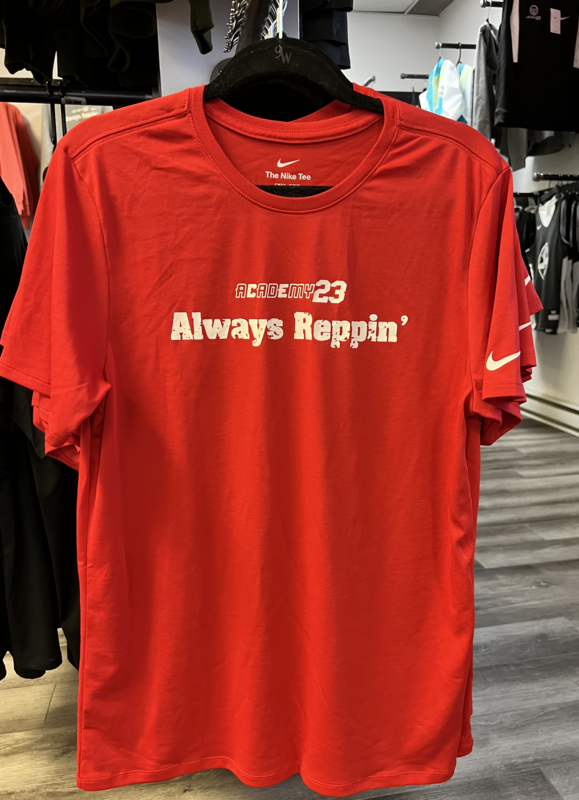 The Nike Tee
ACADEMY23
Always Reppin'